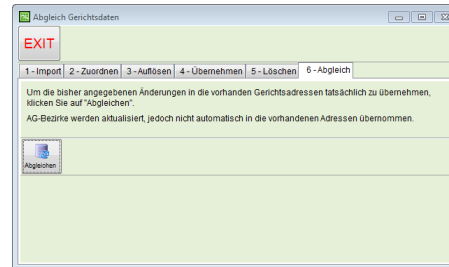 Abgleich Gerichtsdaten
EXIT
1 - Import 2 - Zuordnen 3 - Auflösen 4 - Übernehmen 5 - Löschen 6 - Abgleich
Um die bisher angegebenen Änderungen in die vorhanden Gerichtsadressen tatsächlich zu übernehmen,
klicken Sie auf "Abgleichen".
AG-Bezirke werden aktualisiert, jedoch nicht automatisch in die vorhandenen Adressen übernommen.
Abgleichen